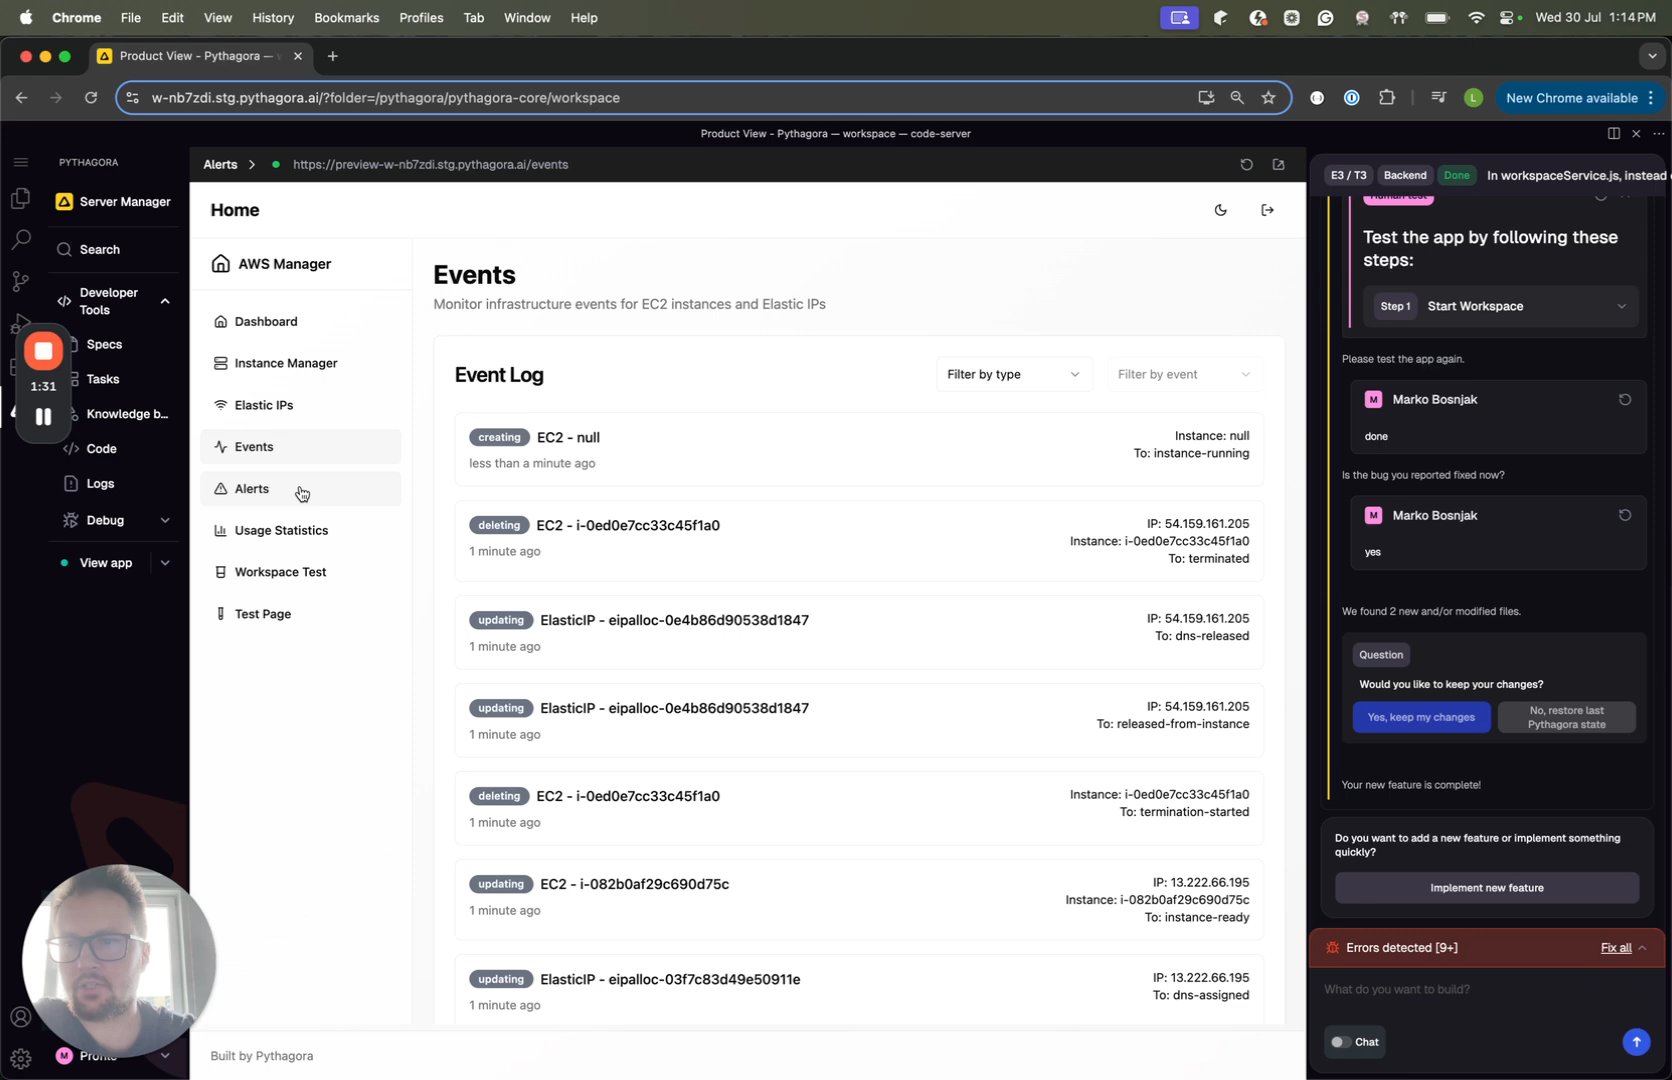 Chrome File Edit View History Bookmarks Profiles Tab Window Help
Wed 30 Jul 1:14 PM
Product View - Pythagora —
w-nb7zdi.stg.pythagora.ai/?folder=/pythagora/pythagora-core/workspace
L
New Chrome available
Product View - Pythagora — workspace — code-server
PYTHAGORA
Server Manager
Search
Developer
Tools
Specs
Tasks
Knowledge b...
Code
Logs
Debug
View app
1:31
M
Alerts
https://preview-w-nb7zdi.stg.pythagora.ai/events
Home
AWS Manager
Dashboard
Instance Manager
Elastic IPs
Events
Alerts
Usage Statistics
Workspace Test
Test Page
Events
Monitor infrastructure events for EC2 instances and Elastic IPs
Event Log
Filter by type
Filter by event
creating EC2 - null
less than a minute ago
Instance: null
To: instance-running
deleting EC2 - i-0ed0e7cc33c45f1a0
1 minute ago
IP: 54.159.161.205
Instance: i-0ed0e7cc33c45f1a0
To: terminated
updating ElasticIP - eipalloc-0e4b86d90538d1847
1 minute ago
IP: 54.159.161.205
To: dns-released
updating ElasticIP - eipalloc-0e4b86d90538d1847
1 minute ago
IP: 54.159.161.205
To: released-from-instance
deleting EC2 - i-0ed0e7cc33c45f1a0
1 minute ago
Instance: i-0ed0e7cc33c45f1a0
To: termination-started
updating EC2 - i-082b0af29c690d75c
1 minute ago
IP: 13.222.66.195
Instance: i-082b0af29c690d75c
To: instance-ready
updating ElasticIP - eipalloc-03f7c83d49e50911e
1 minute ago
IP: 13.222.66.195
To: dns-assigned
Built by Pythagora
E3 / T3 Backend Done In workspaceService.js, instead
Test the app by following these
steps:
Step 1 Start Workspace
Please test the app again.
M Marko Bosnjak
done
Is the bug you reported fixed now?
M Marko Bosnjak
yes
We found 2 new and/or modified files.
Question
Would you like to keep your changes?
Yes, keep my changes
No, restore last
Pythagora state
Your new feature is complete!
Do you want to add a new feature or implement something
quickly?
Implement new feature
Errors detected [9+]
Fix all
What do you want to build?
Chat